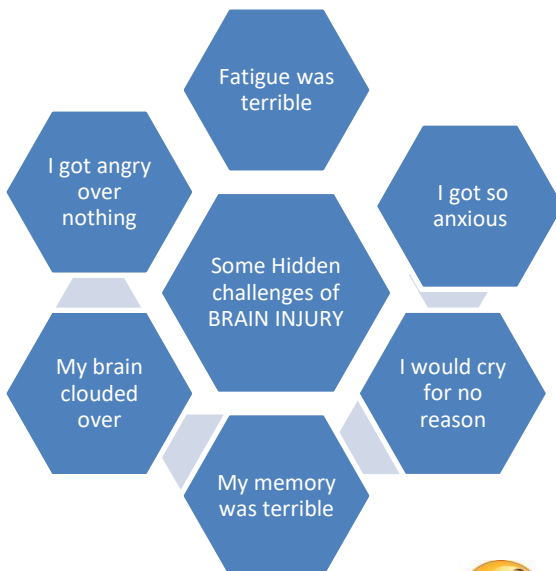 Fatigue was
terrible
I got angry
over
nothing
I got so
anxious
Some Hidden
challenges of
BRAIN INJURY
My brain
clouded
over
I would cry
for no
reason
My memory
was terrible